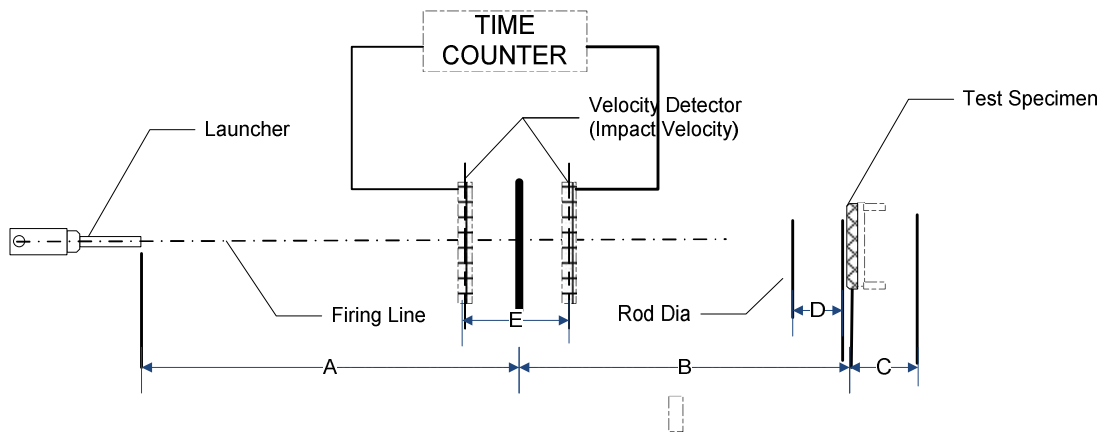 TIME
COUNTER
Velocity Detector
(Impact Velocity)
Test Specimen
Launcher
Firing Line
E
Rod Dia
D
A
B
C